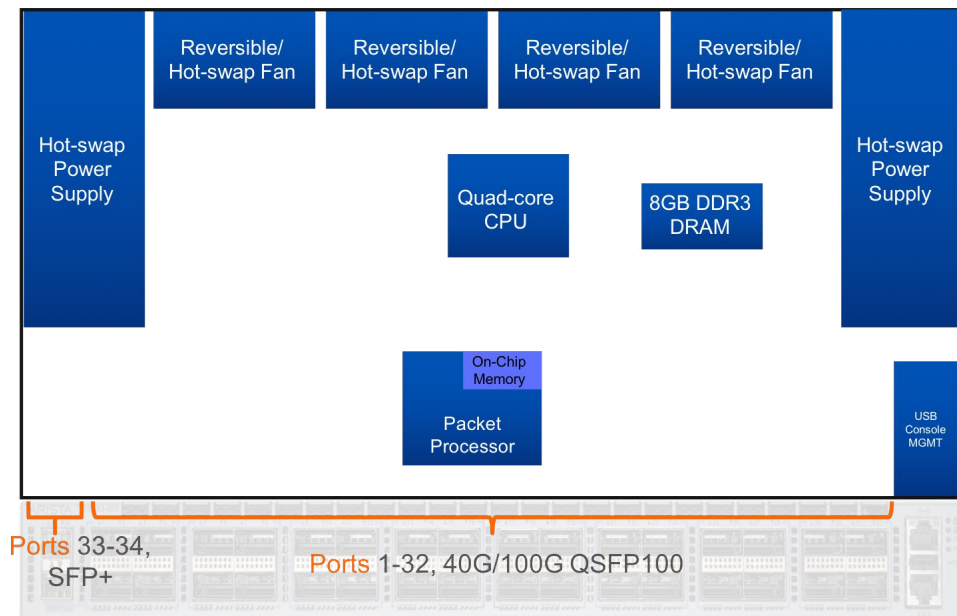 Reversible/
Hot-swap Fan
Reversible/
Hot-swap Fan
Reversible/
Hot-swap Fan
Reversible/
Hot-swap Fan
Hot-swap
Power
Supply
Hot-swap
Power
Supply
Quad-core
CPU
8GB DDR3
DRAM
On-Chip
Memory
Packet
Processor
USB
Console
MGMT
Ports 33-34,
SFP+
Ports 1-32, 40G/100G QSFP100